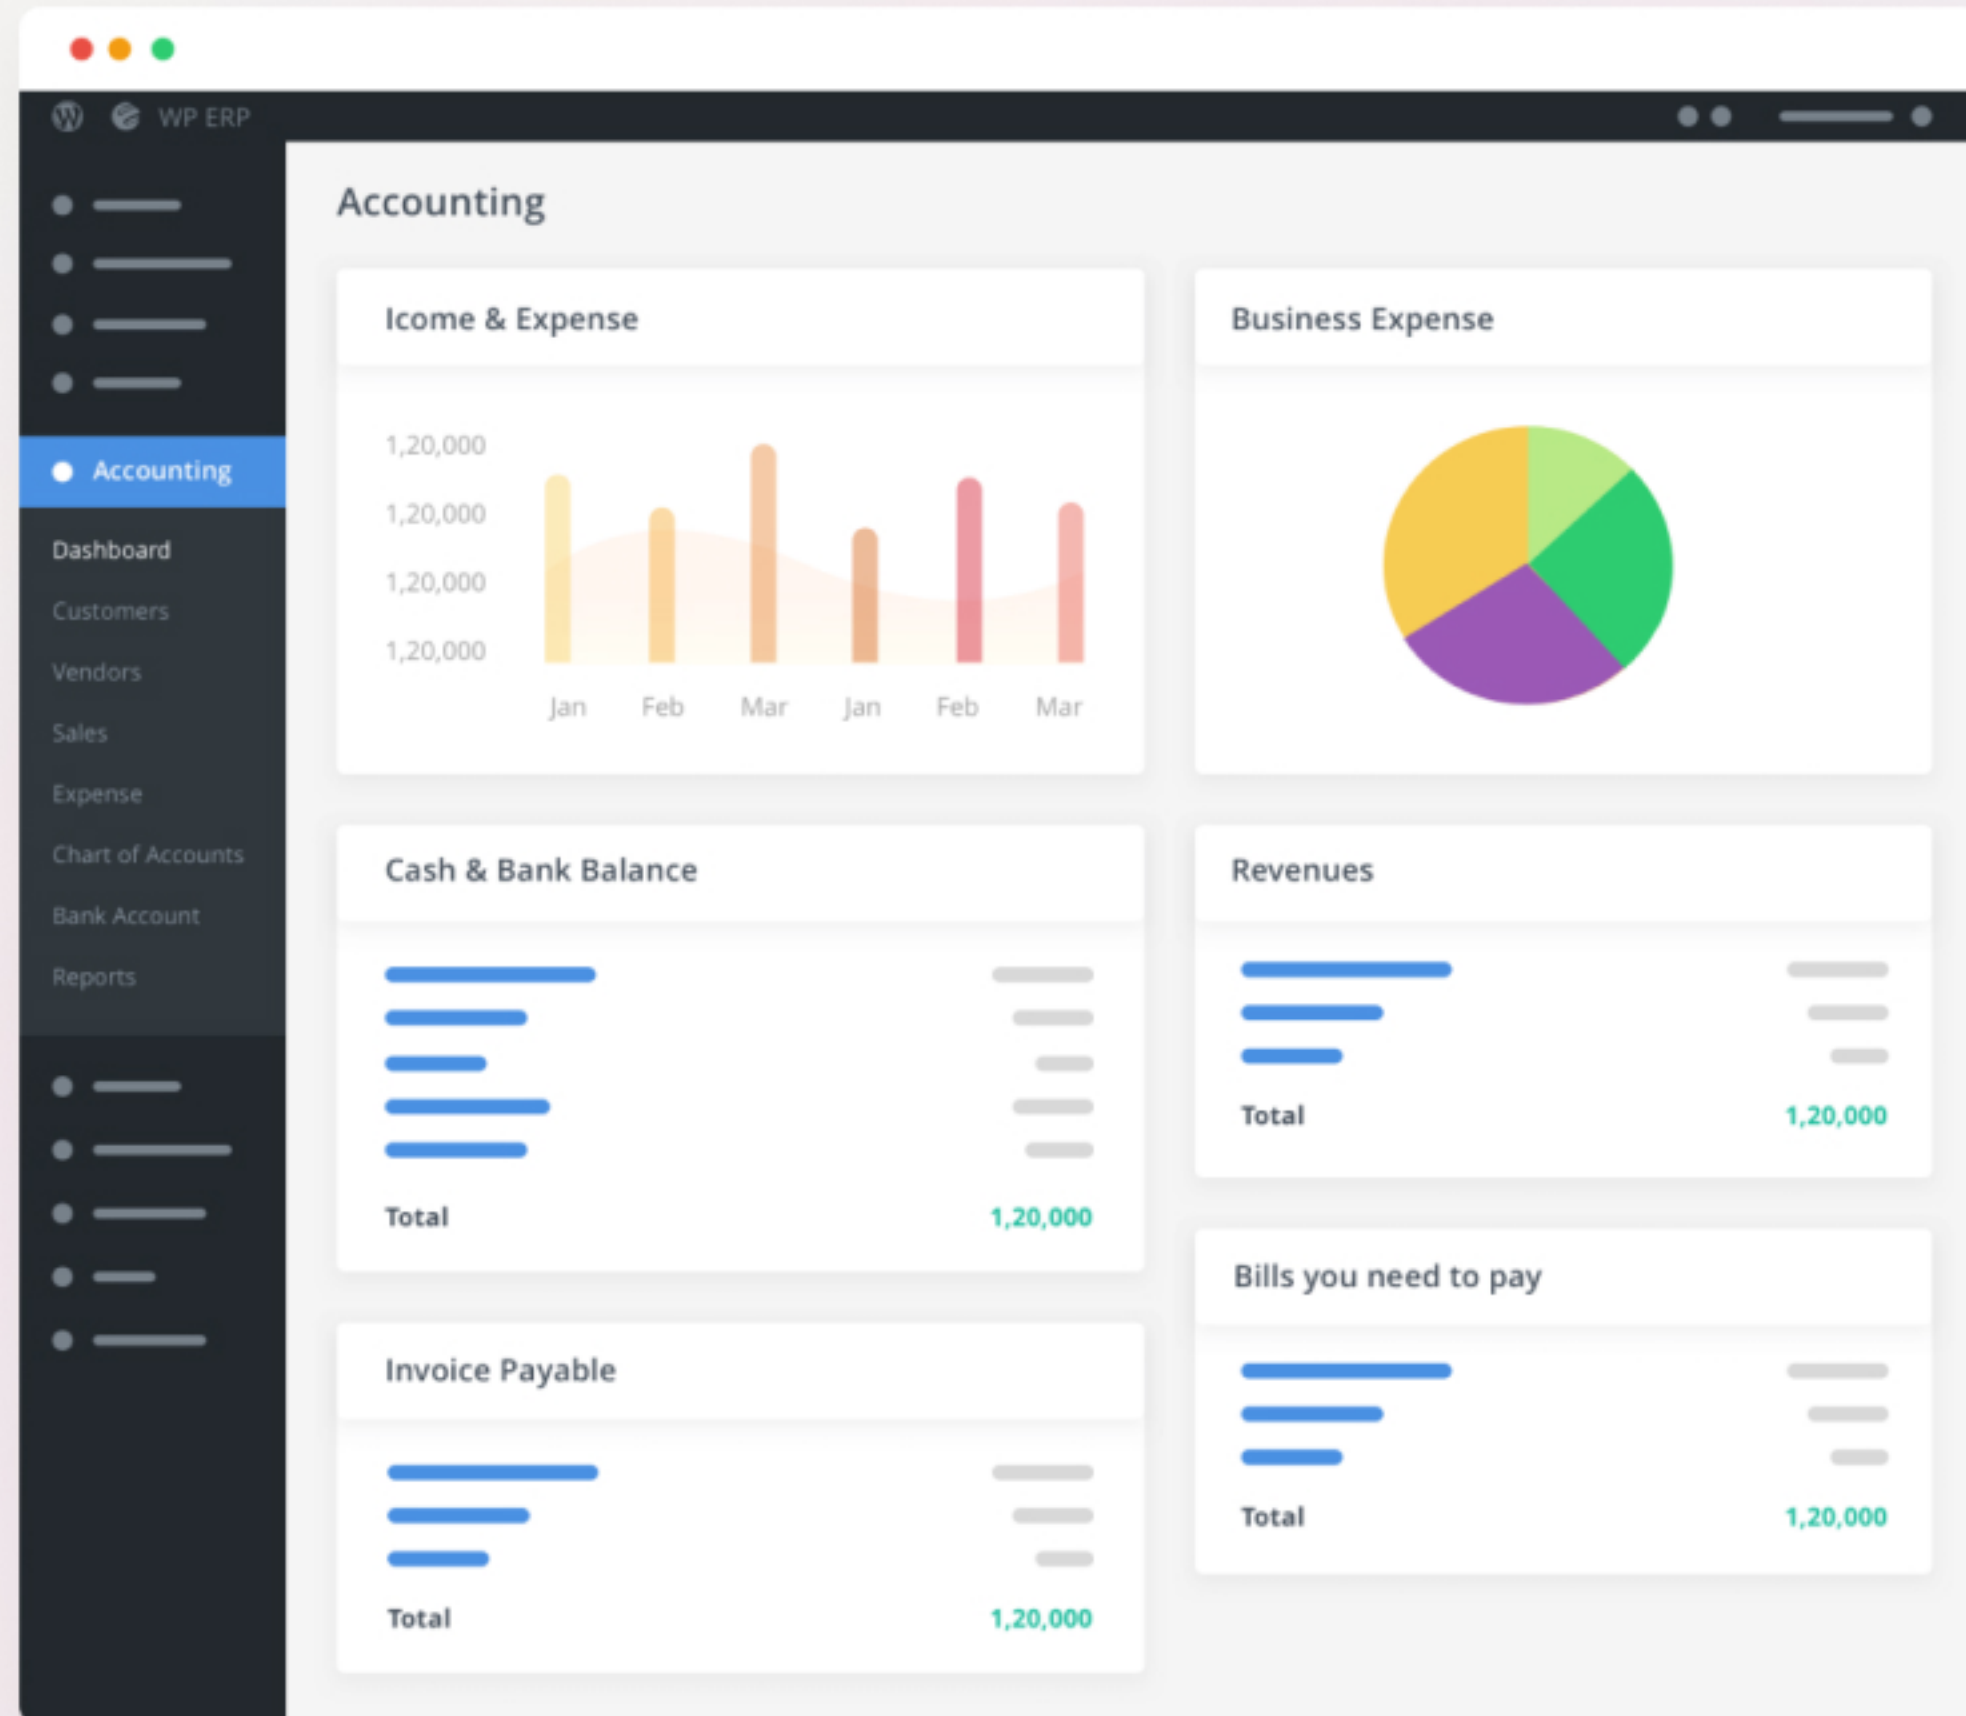 WP ERP
Accounting
Dashboard
Customers
Vendors
Sales
Expense
Chart of Accounts
Bank Account
Reports
Accounting
Icome & Expense
1,20,000
1,20,000
1,20,000
1,20,000
Jan Feb Mar Jan Feb Mar
Business Expense
Cash & Bank Balance
Total 1,20,000
Revenues
Total 1,20,000
Invoice Payable
Total 1,20,000
Bills you need to pay
Total 1,20,000